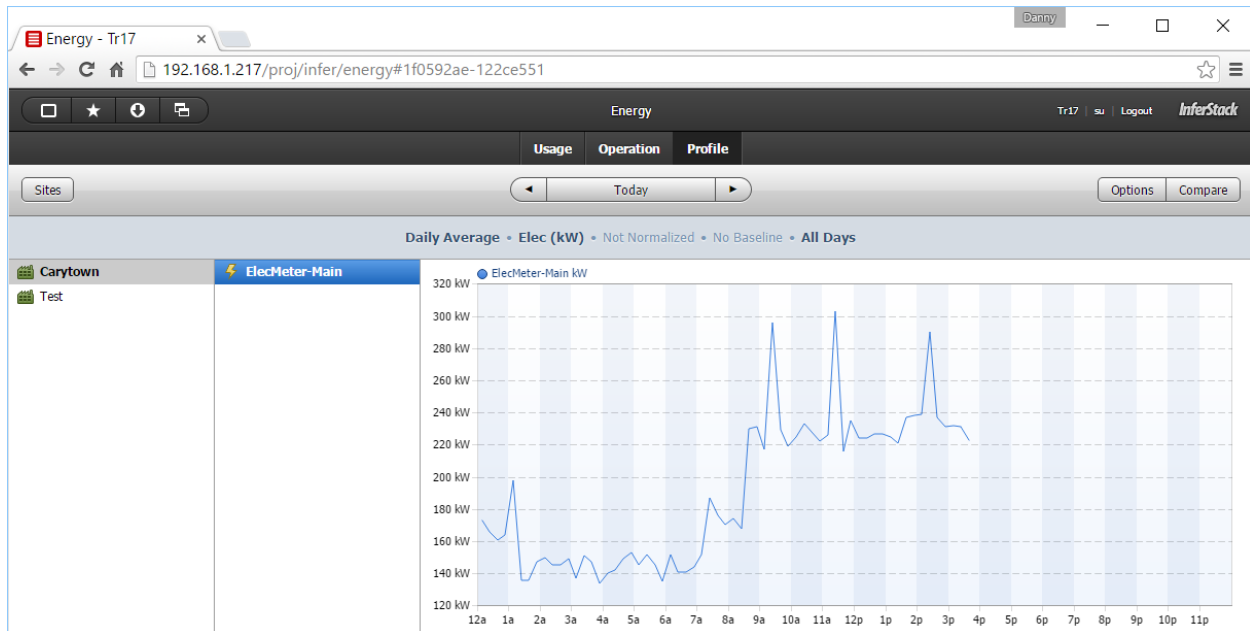 Danny
Energy - Tr17
192.168.1.217/proj/infer/energy#1f0592ae-122ce551
Energy
Tr17 | su | Logout InferStack
Usage Operation Profile
Sites Today Options Compare
Daily Average • Elec (kW) • Not Normalized • No Baseline • All Days
Carytown
Test
ElecMeter-Main
ElecMeter-Main kW
320 kW
300 kW
280 kW
260 kW
240 kW
220 kW
200 kW
180 kW
160 kW
140 kW
120 kW
12a 1a 2a 3a 4a 5a 6a 7a 8a 9a 10a 11a 12p 1p 2p 3p 4p 5p 6p 7p 8p 9p 10p 11p